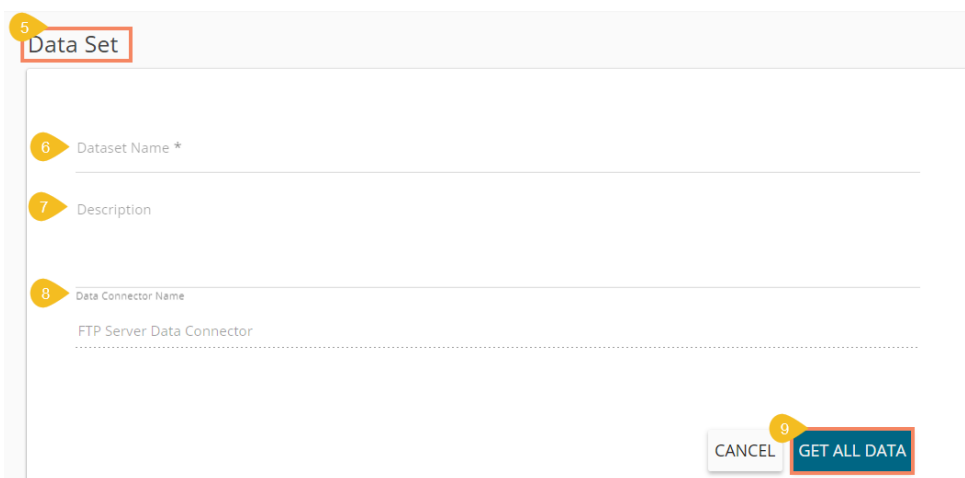 5
Data Set
6 Dataset Name *
7 Description
8 Data Connector Name
FTP Server Data Connector
9
CANCEL GET ALL DATA